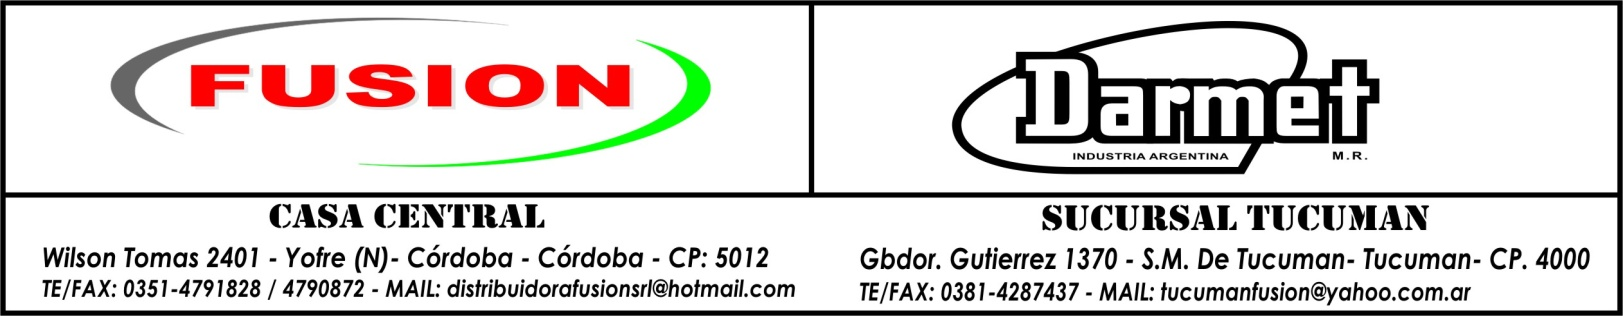 FUSION
Darmet
INDUSTRIA ARGENTINA M.R.
CASA CENTRAL
Wilson Tomas 2401 - Yofre (N)- Córdoba - Córdoba - CP: 5012
TE/FAX: 0351-4791828 / 4790872 - MAIL: distribuidorafusionsrl@hotmail.com
SUCURSAL TUCUMAN
Gbdor. Gutierrez 1370 - S.M. De Tucuman- Tucuman- CP. 4000
TE/FAX: 0381-4287437 - MAIL: tucumanfusion@yahoo.com.ar